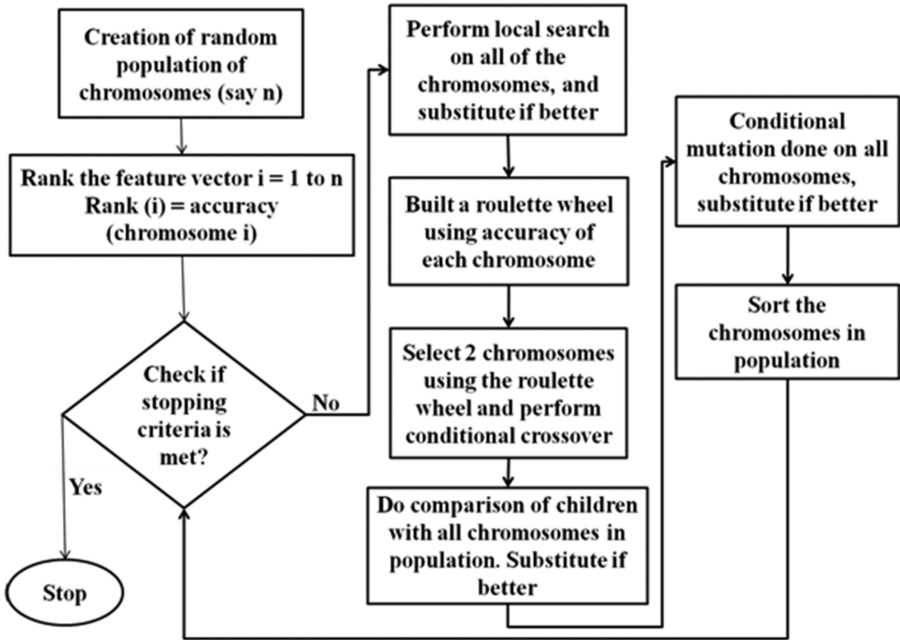 Creation of random
population of
chromosomes (say n)
Rank the feature vector i = 1 to n
Rank (i) = accuracy
(chromosome i)
Check if
stopping
criteria is
met?
Yes
Stop
No
Perform local search
on all of the
chromosomes, and
substitute if better
Built a roulette wheel
using accuracy of
each chromosome
Select 2 chromosomes
using the roulette
wheel and perform
conditional crossover
Do comparison of children
with all chromosomes in
population. Substitute if
better
Conditional
mutation done on all
chromosomes,
substitute if better
Sort the
chromosomes in
population